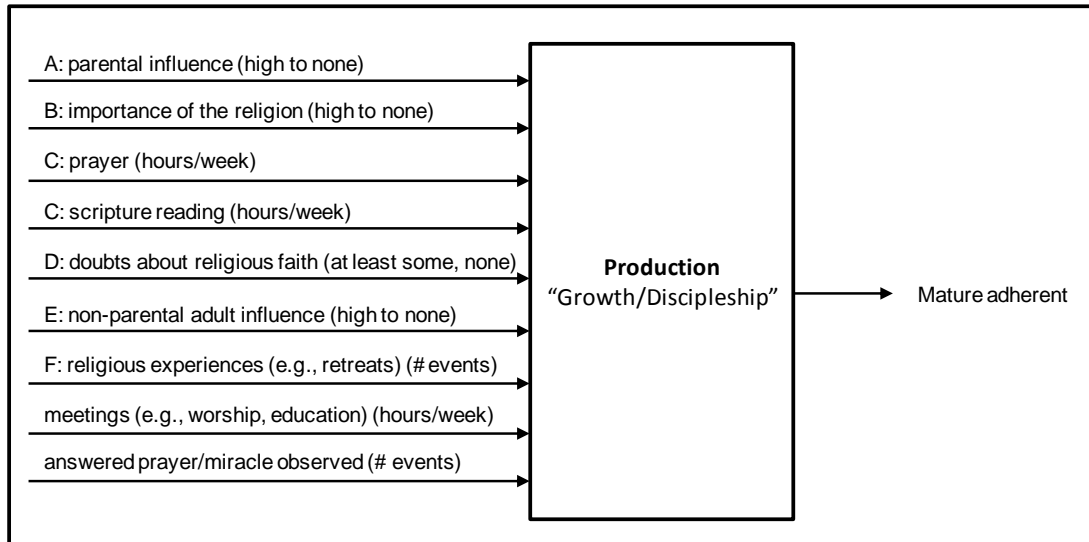 A: parental influence (high to none)
B: importance of the religion (high to none)
C: prayer (hours/week)
C: scripture reading (hours/week)
D: doubts about religious faith (at least some, none)
E: non-parental adult influence (high to none)
F: religious experiences (e.g., retreats) (# events)
meetings (e.g., worship, education) (hours/week)
answered prayer/miracle observed (# events)
Production
“Growth/Discipleship”
Mature adherent